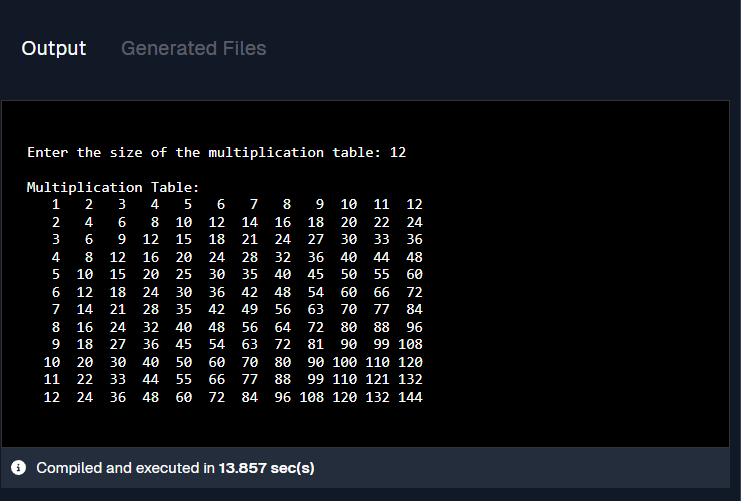 Output Generated Files
Enter the size of the multiplication table: 12
Multiplication Table:
1 2 3 4 5 6 7 8 9 10 11 12
2 4 6 8 10 12 14 16 18 20 22 24
3 6 9 12 15 18 21 24 27 30 33 36
4 8 12 16 20 24 28 32 36 40 44 48
5 10 15 20 25 30 35 40 45 50 55 60
6 12 18 24 30 36 42 48 54 60 66 72
7 14 21 28 35 42 49 56 63 70 77 84
8 16 24 32 40 48 56 64 72 80 88 96
9 18 27 36 45 54 63 72 81 90 99 108
10 20 30 40 50 60 70 80 90 100 110 120
11 22 33 44 55 66 77 88 99 110 121 132
12 24 36 48 60 72 84 96 108 120 132 144
Compiled and executed in 13.857 sec(s)